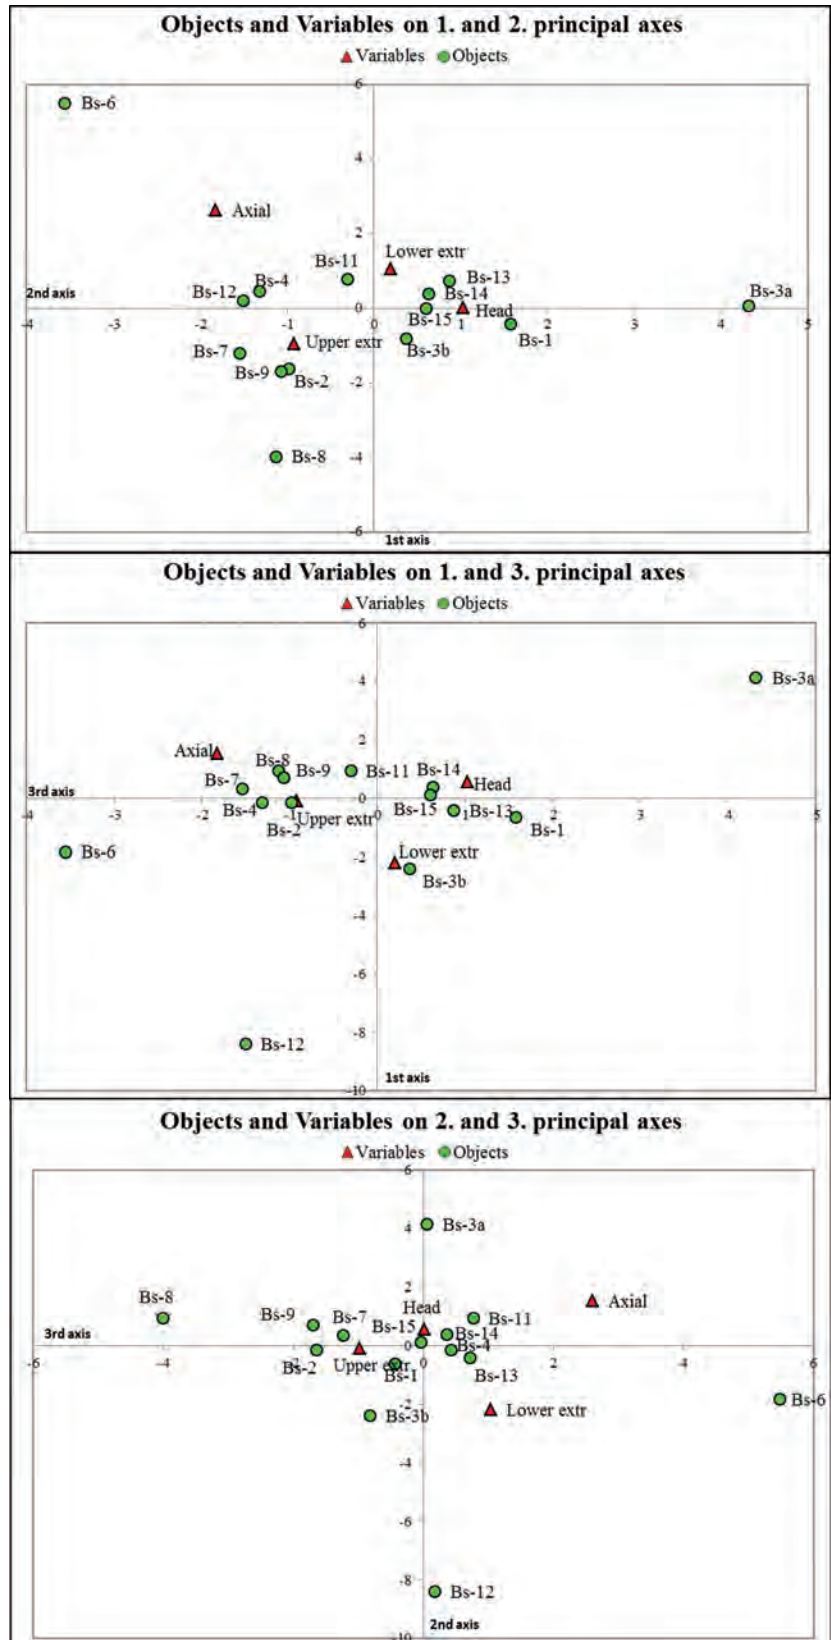 Objects and Variables on 1. and 2. principal axes
Variables Objects
6
Bs-6
4
Axial
2
Lower extr
Bs-11
Bs-13
Bs-4
Bs-3a
2nd axis
Bs-12
Bs-14
0
Head
-4 -3 -2 -1 0 1 2 3 4 5
Bs-15
Bs-1
Upper extr
Bs-3b
Bs-7
Bs-9
Bs-2
-2
-4
Bs-8
-6
1st axis
Objects and Variables on 1. and 3. principal axes
Variables Objects
6
4
Bs-3a
2
Axial
Bs-8
Bs-9
Bs-11
Bs-14
Bs-7
Head
3rd axis
0
-4 -3 -2 -1 0 1 2 3 4 5
Bs-4
Bs-15
Bs-13
Upper extr
Bs-2
Bs-1
Bs-6
Lower extr
Bs-3b
-4
-6
-8
Bs-12
-10
1st axis
Objects and Variables on 2. and 3. principal axes
Variables Objects
6
4
Bs-3a
2
Bs-8
Axial
Head
Bs-9
Bs-7
Bs-15
Bs-11
Bs-14
3rd axis
Bs-4
-6 -4 0 2 4 6
Bs-2
Upper extr
Bs-1
Bs-13
-2
Bs-6
Bs-3b
Lower extr
-4
-6
-8
Bs-12
2nd axis
-10